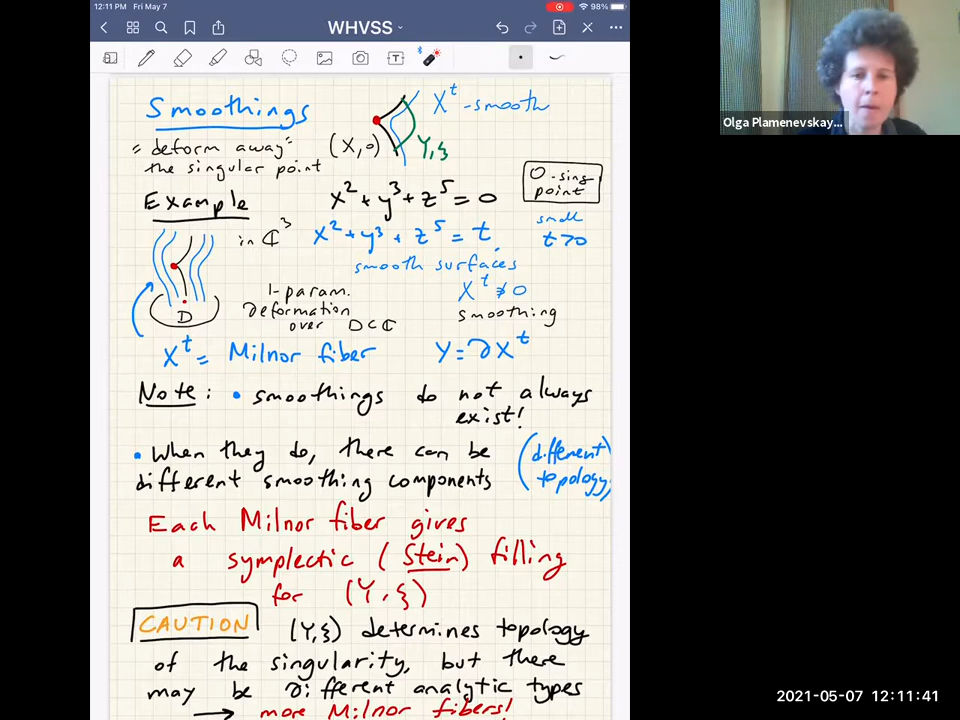 12:11 PM Fri May 7
98%
WHVSS
Smoothings
X^t - smooth
"deform away"
the singular point
(X, 0)
Y, ξ
0 - sing.
point
Example
x² + y³ + z⁵ = 0
in ℂ³
x² + y³ + z⁵ = t
small
t > 0
smooth surfaces
X^t ∌ 0
smoothing
D
1-param.
deformation
over D ⊂ ℂ
X^t = Milnor fiber
Y = ∂X^t
Note: • smoothings do not always
exist!
• When they do, there can be
different smoothing components
(different
topology)
Each Milnor fiber gives
a symplectic (Stein) filling
for (Y, ξ)
CAUTION
(Y, ξ) determines topology
of the singularity, but there
may be different analytic types
→ more Milnor fibers!
Olga Plamenevskay...
2021-05-07 12:11:41